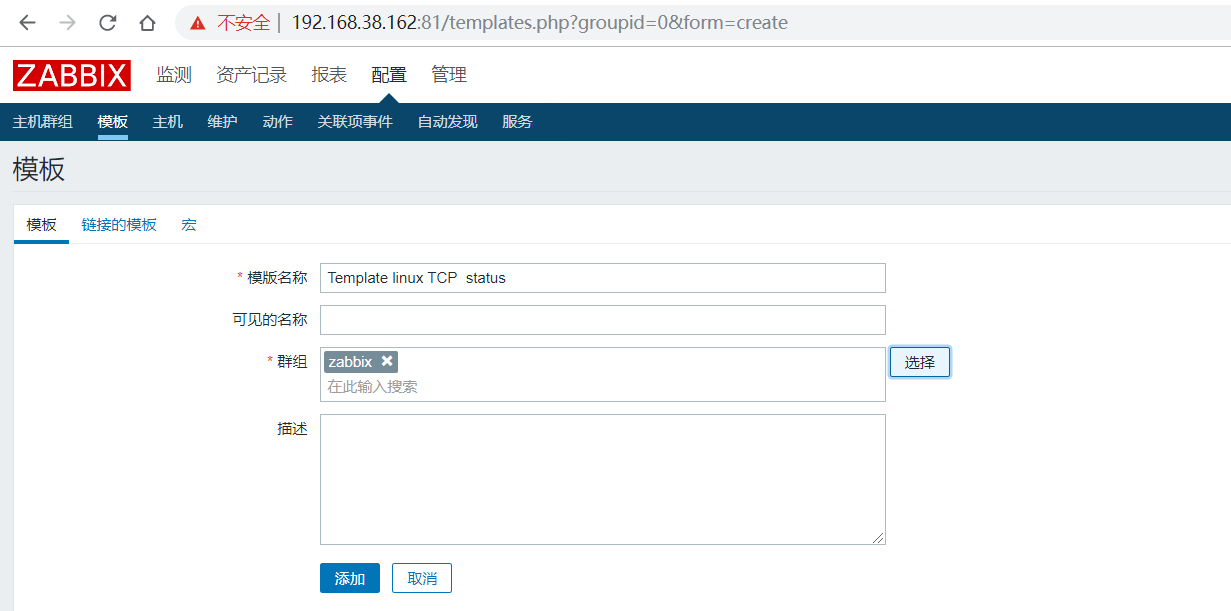 不安全 | 192.168.38.162:81/templates.php?groupid=0&form=create
ZABBIX 监测 资产记录 报表 配置 管理
主机群组 模板 主机 维护 动作 关联项事件 自动发现 服务
模板
模板 链接的模板 宏
* 模版名称 Template linux TCP  status
可见的名称
* 群组 zabbix ✖ 选择
在此输入搜索
描述
添加 取消